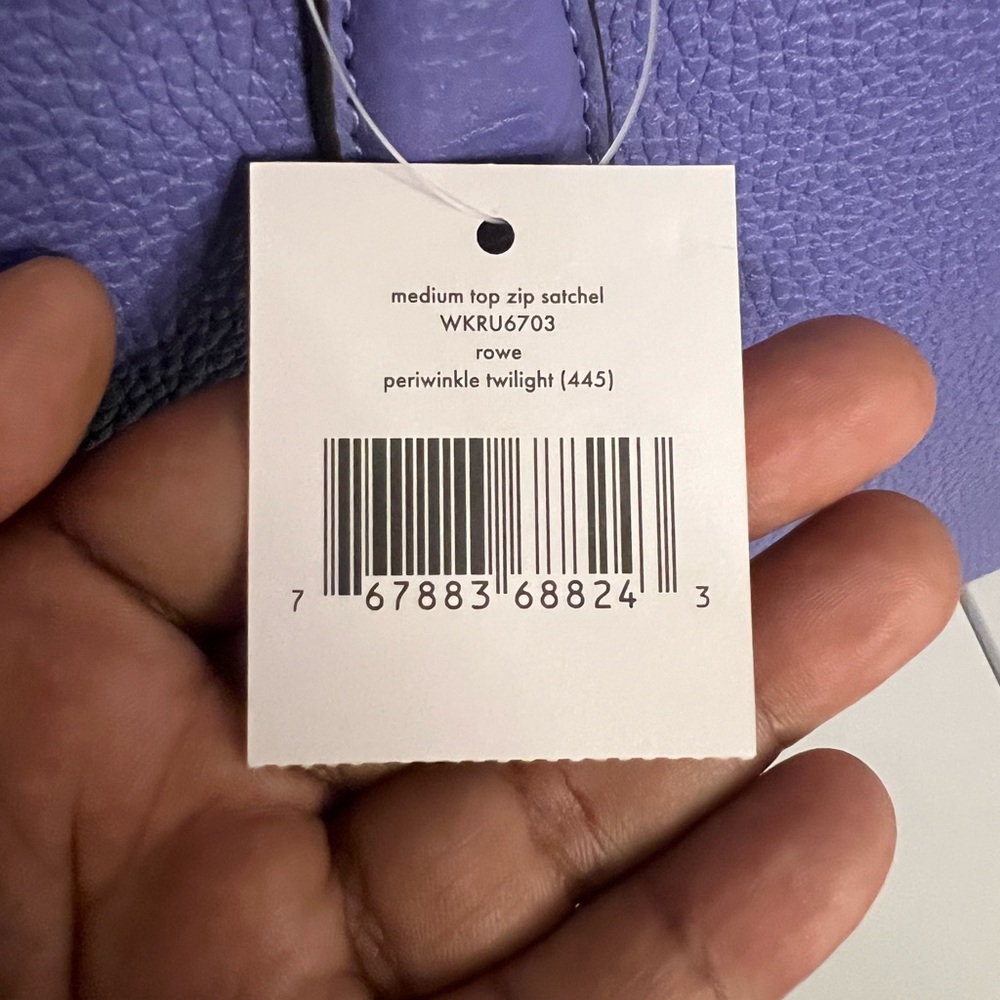 medium top zip satchel
WKRU6703
rowe
periwinkle twilight (445)
7 67883 68824 3